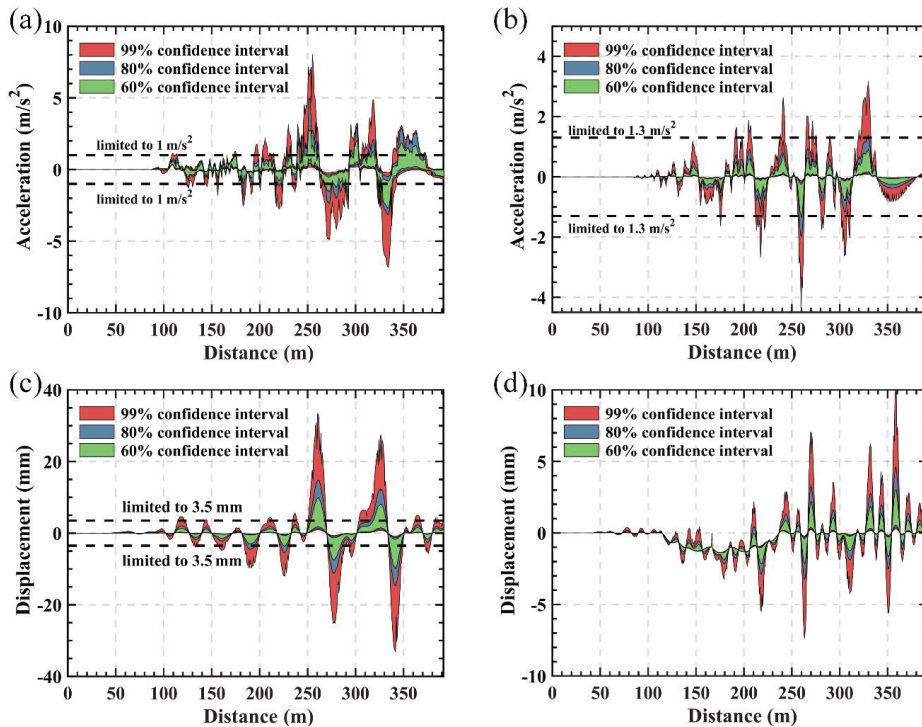 (a)
10
5
0
-5
-10
Acceleration (m/s²)
99% confidence interval
80% confidence interval
60% confidence interval
limited to 1 m/s²
limited to 1 m/s²
0 50 100 150 200 250 300 350
Distance (m)
(b)
4
2
0
-2
-4
Acceleration (m/s²)
99% confidence interval
80% confidence interval
60% confidence interval
limited to 1.3 m/s²
limited to 1.3 m/s²
0 50 100 150 200 250 300 350
Distance (m)
(c)
40
20
0
-20
-40
Displacement (mm)
99% confidence interval
80% confidence interval
60% confidence interval
limited to 3.5 mm
limited to 3.5 mm
0 50 100 150 200 250 300 350
Distance (m)
(d)
10
5
0
-5
-10
Displacement (mm)
99% confidence interval
80% confidence interval
60% confidence interval
0 50 100 150 200 250 300 350
Distance (m)